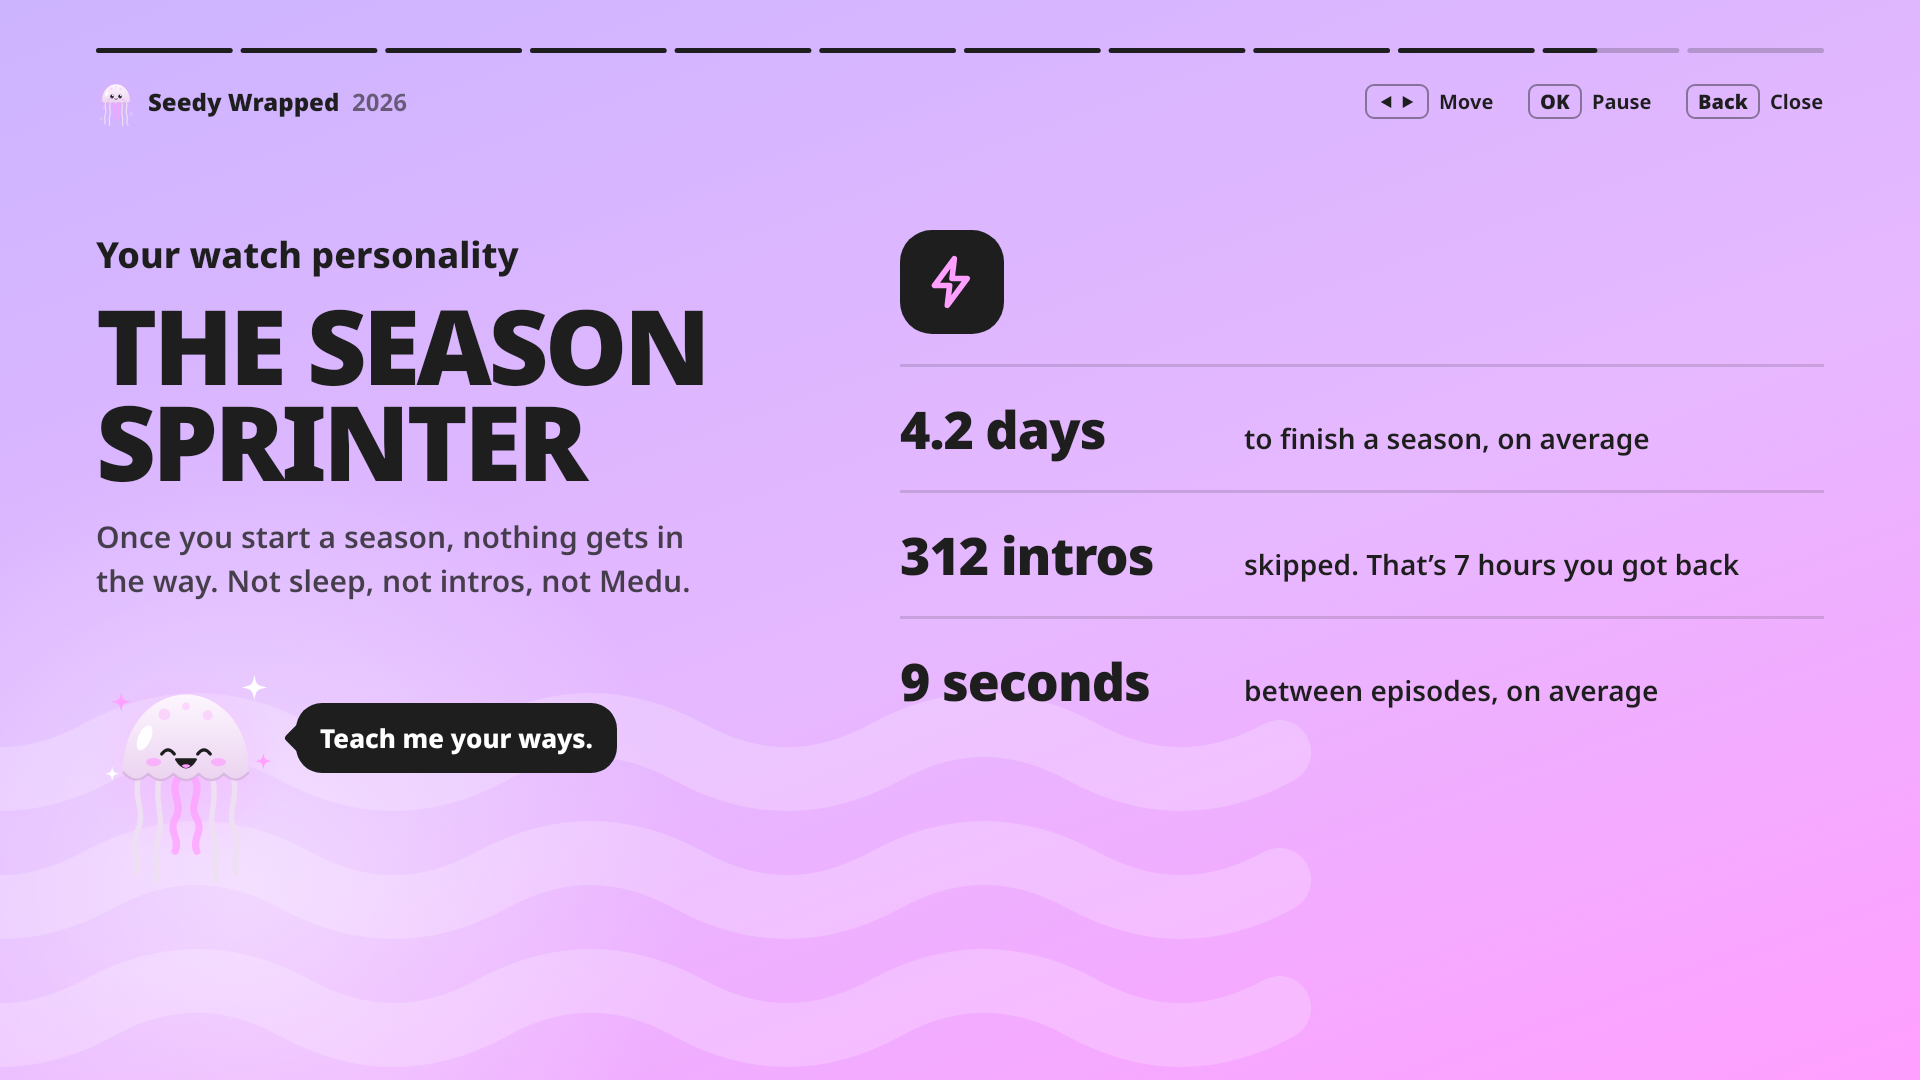 Seedy Wrapped 2026
Move
OK Pause
Back Close
Your watch personality
THE SEASON
SPRINTER
Once you start a season, nothing gets in
the way. Not sleep, not intros, not Medu.
Teach me your ways.
4.2 days to finish a season, on average
312 intros skipped. That’s 7 hours you got back
9 seconds between episodes, on average